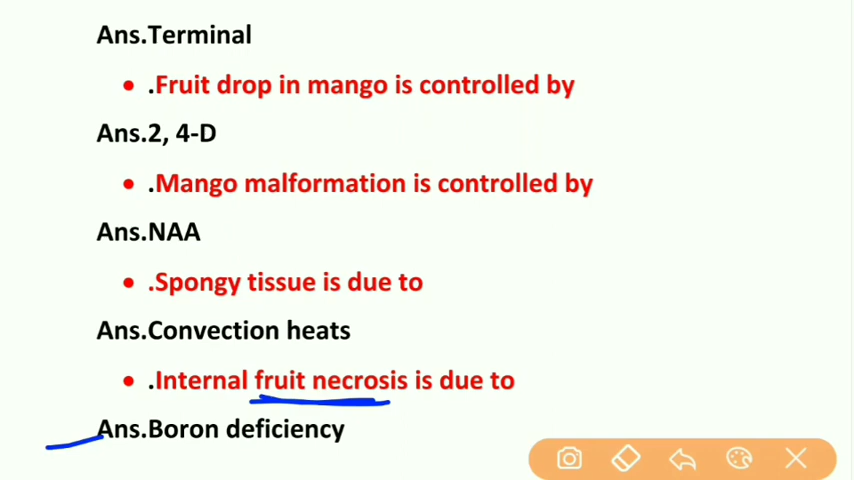 Ans.Terminal
• .Fruit drop in mango is controlled by
Ans.2, 4-D
• .Mango malformation is controlled by
Ans.NAA
• .Spongy tissue is due to
Ans.Convection heats
• .Internal fruit necrosis is due to
Ans.Boron deficiency